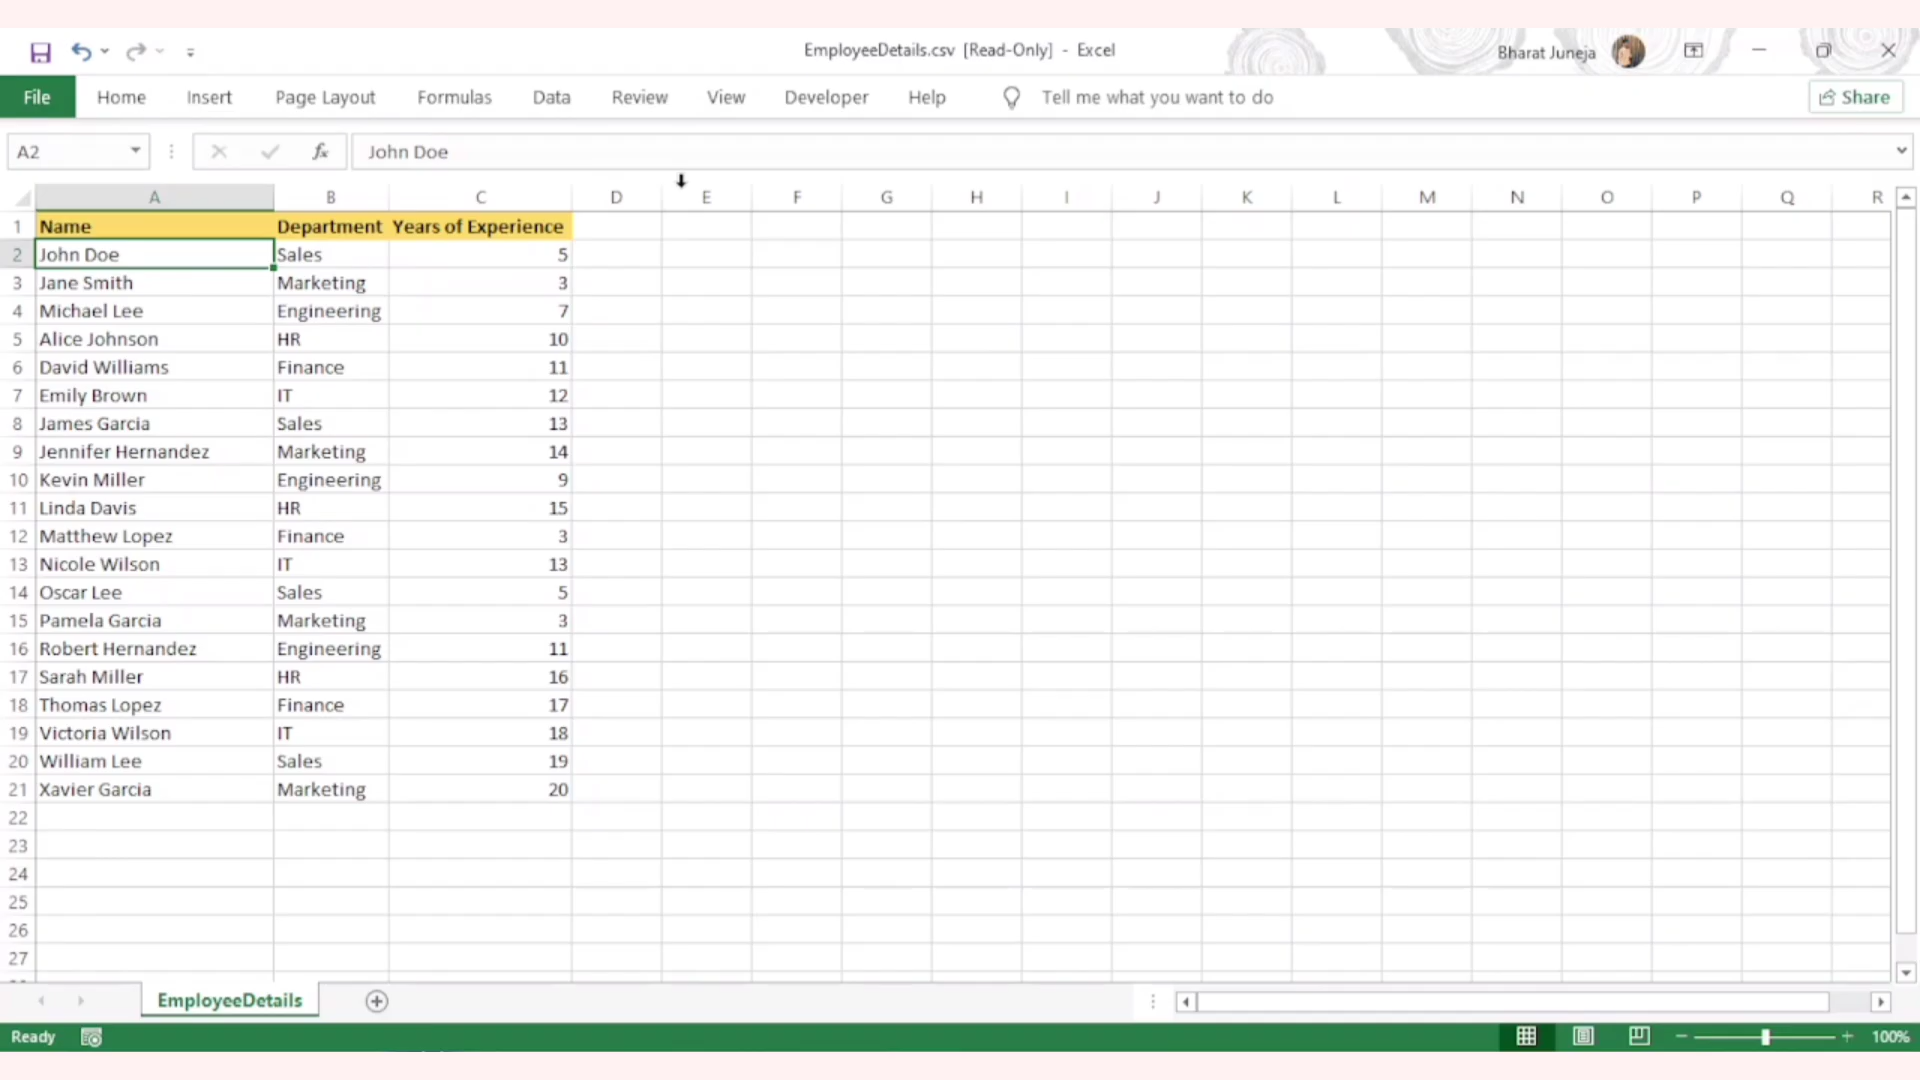 EmployeeDetails.csv [Read-Only] - Excel
Bharat Juneja
File Home Insert Page Layout Formulas Data Review View Developer Help Tell me what you want to do Share
A2 fx John Doe
A B C D E F G H I J K L M N O P Q R
1 Name Department Years of Experience
2 John Doe Sales 5
3 Jane Smith Marketing 3
4 Michael Lee Engineering 7
5 Alice Johnson HR 10
6 David Williams Finance 11
7 Emily Brown IT 12
8 James Garcia Sales 13
9 Jennifer Hernandez Marketing 14
10 Kevin Miller Engineering 9
11 Linda Davis HR 15
12 Matthew Lopez Finance 3
13 Nicole Wilson IT 13
14 Oscar Lee Sales 5
15 Pamela Garcia Marketing 3
16 Robert Hernandez Engineering 11
17 Sarah Miller HR 16
18 Thomas Lopez Finance 17
19 Victoria Wilson IT 18
20 William Lee Sales 19
21 Xavier Garcia Marketing 20
22
23
24
25
26
27
EmployeeDetails
Ready 100%